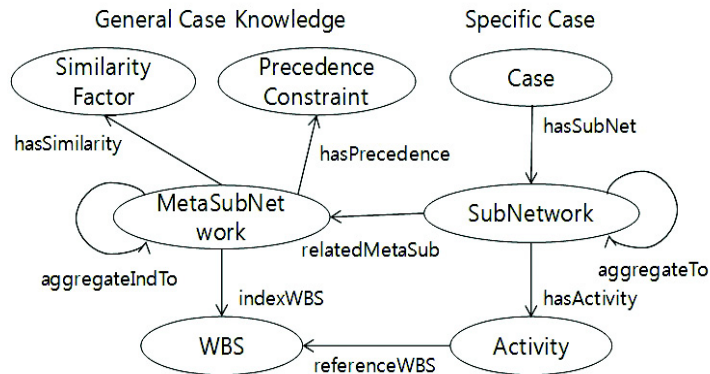 General Case Knowledge
Specific Case
Similarity
Factor
Precedence
Constraint
Case
hasSimilarity
hasPrecedence
hasSubNet
MetaSubNet
work
SubNetwork
relatedMetaSub
aggregateIndTo
aggregateTo
indexWBS
hasActivity
WBS
Activity
referenceWBS